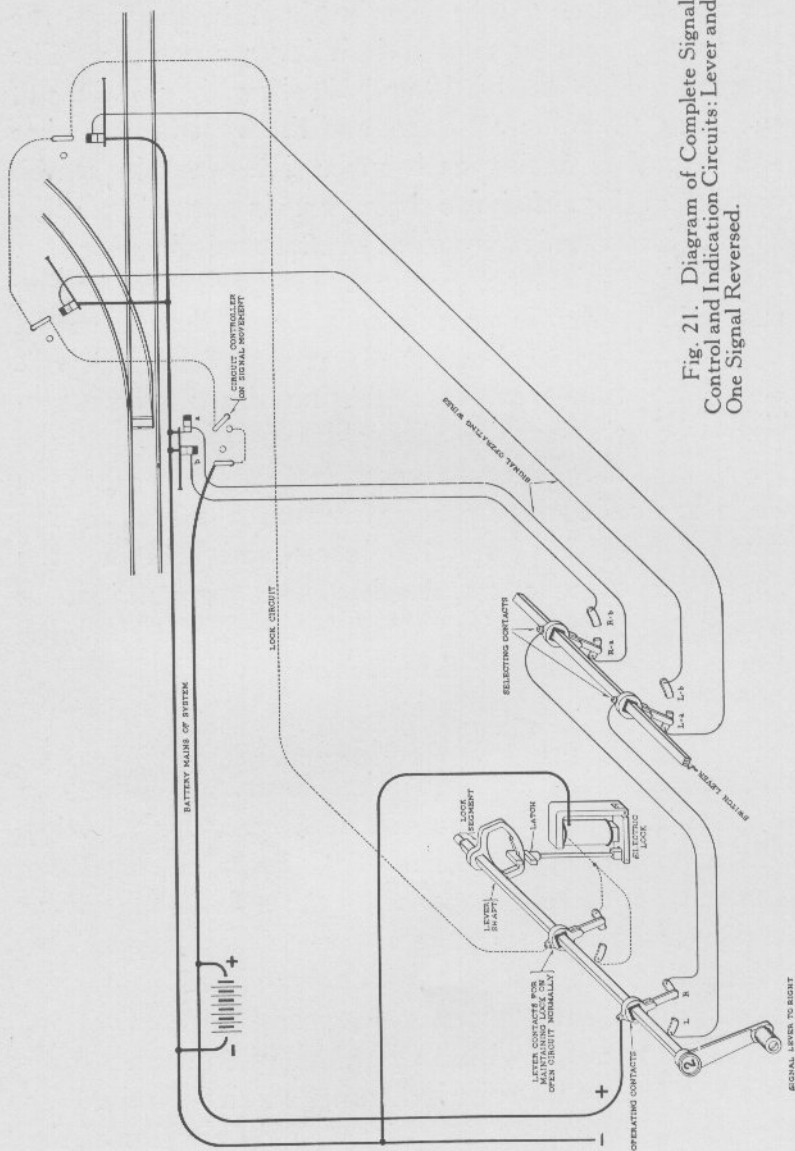 Fig. 21. Diagram of Complete Signal
Control and Indication Circuits: Lever and
One Signal Reversed.
CIRCUIT CONTROLLER
ON SIGNAL MOVEMENT
a
b
BATTERY MAINS OF SYSTEM
LOCK CIRCUIT
SIGNAL OPERATING WIRES
SELECTING CONTACTS
R-a
R-b
L-a
L-b
SWITCH LEVER
LOCK
SEGMENT
LATCH
ELECTRIC
LOCK
LEVER
SHAFT
LEVER CONTACTS FOR
MAINTAINING LOCK ON
OPEN CIRCUIT NORMALLY
OPERATING CONTACTS
L
R
2
+
−
+
−
SIGNAL LEVER TO RIGHT